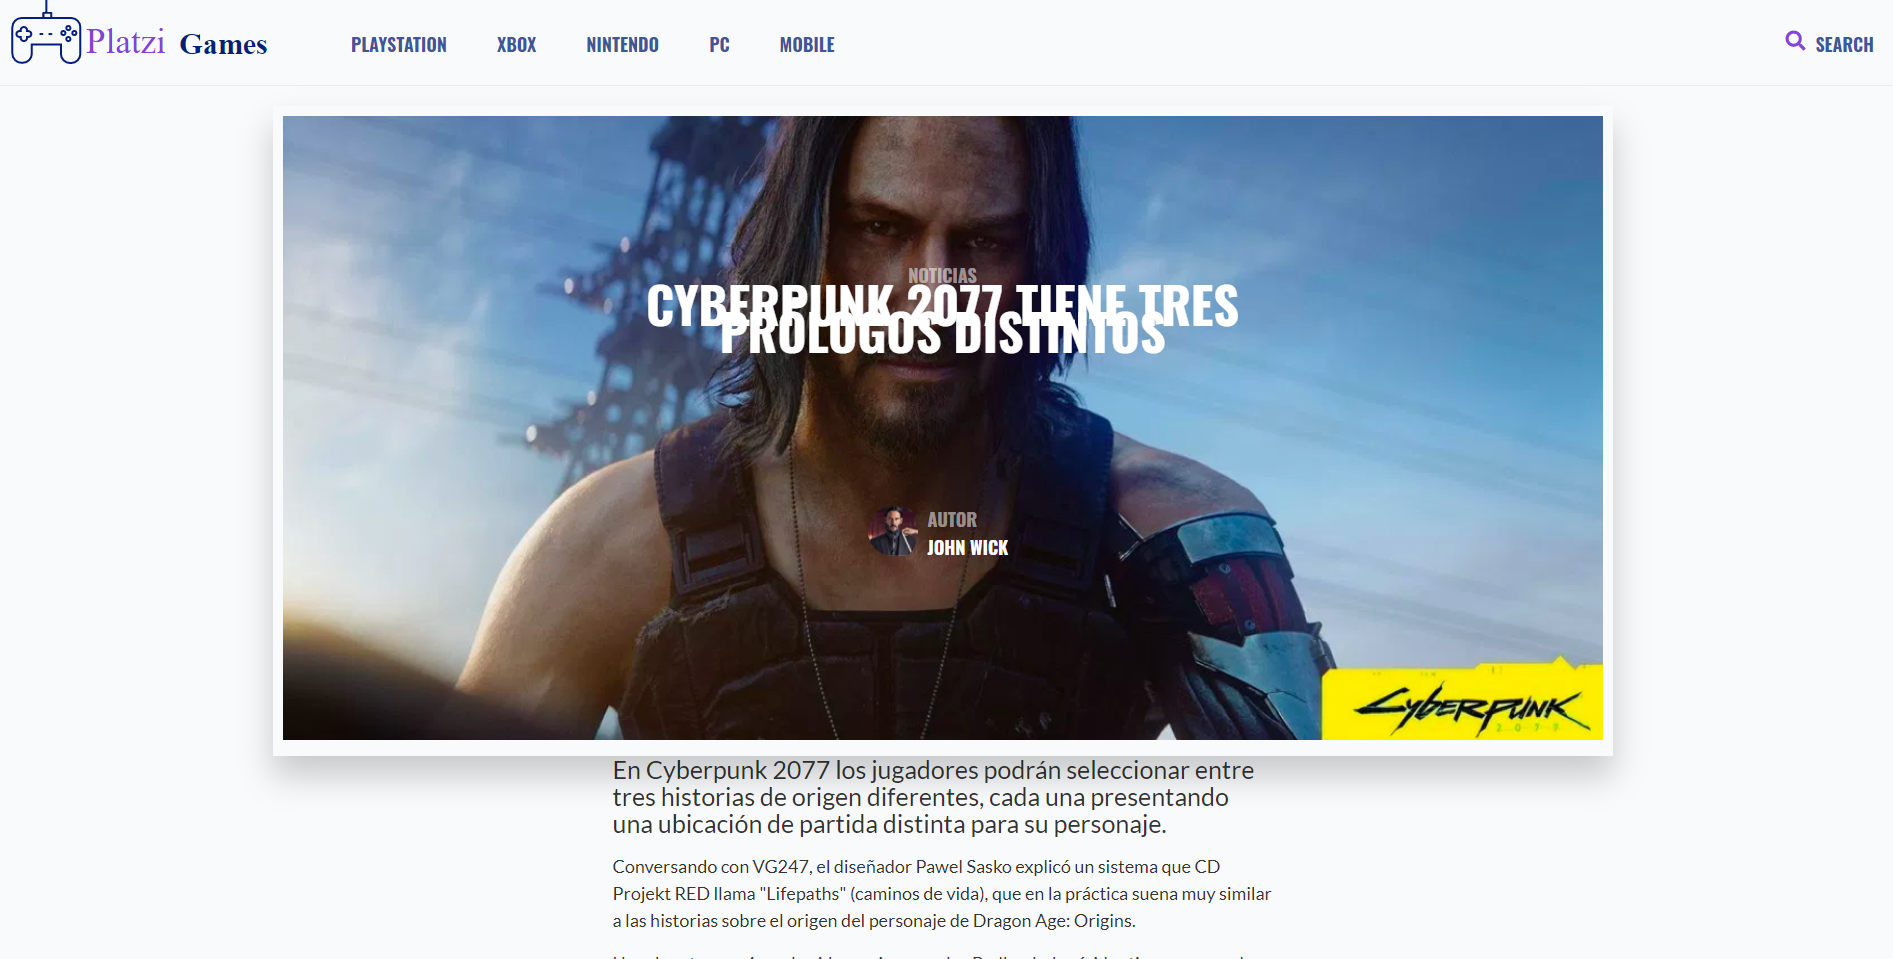 Platzi Games
PLAYSTATION XBOX NINTENDO PC MOBILE
SEARCH
NOTICIAS
CYBERPUNK 2077 TIENE TRES
PROLOGOS DISTINTOS
AUTOR
JOHN WICK
CYBERPUNK
2077
En Cyberpunk 2077 los jugadores podrán seleccionar entre
tres historias de origen diferentes, cada una presentando
una ubicación de partida distinta para su personaje.
Conversando con VG247, el diseñador Pawel Sasko explicó un sistema que CD
Projekt RED llama "Lifepaths" (caminos de vida), que en la práctica suena muy similar
a las historias sobre el origen del personaje de Dragon Age: Origins.